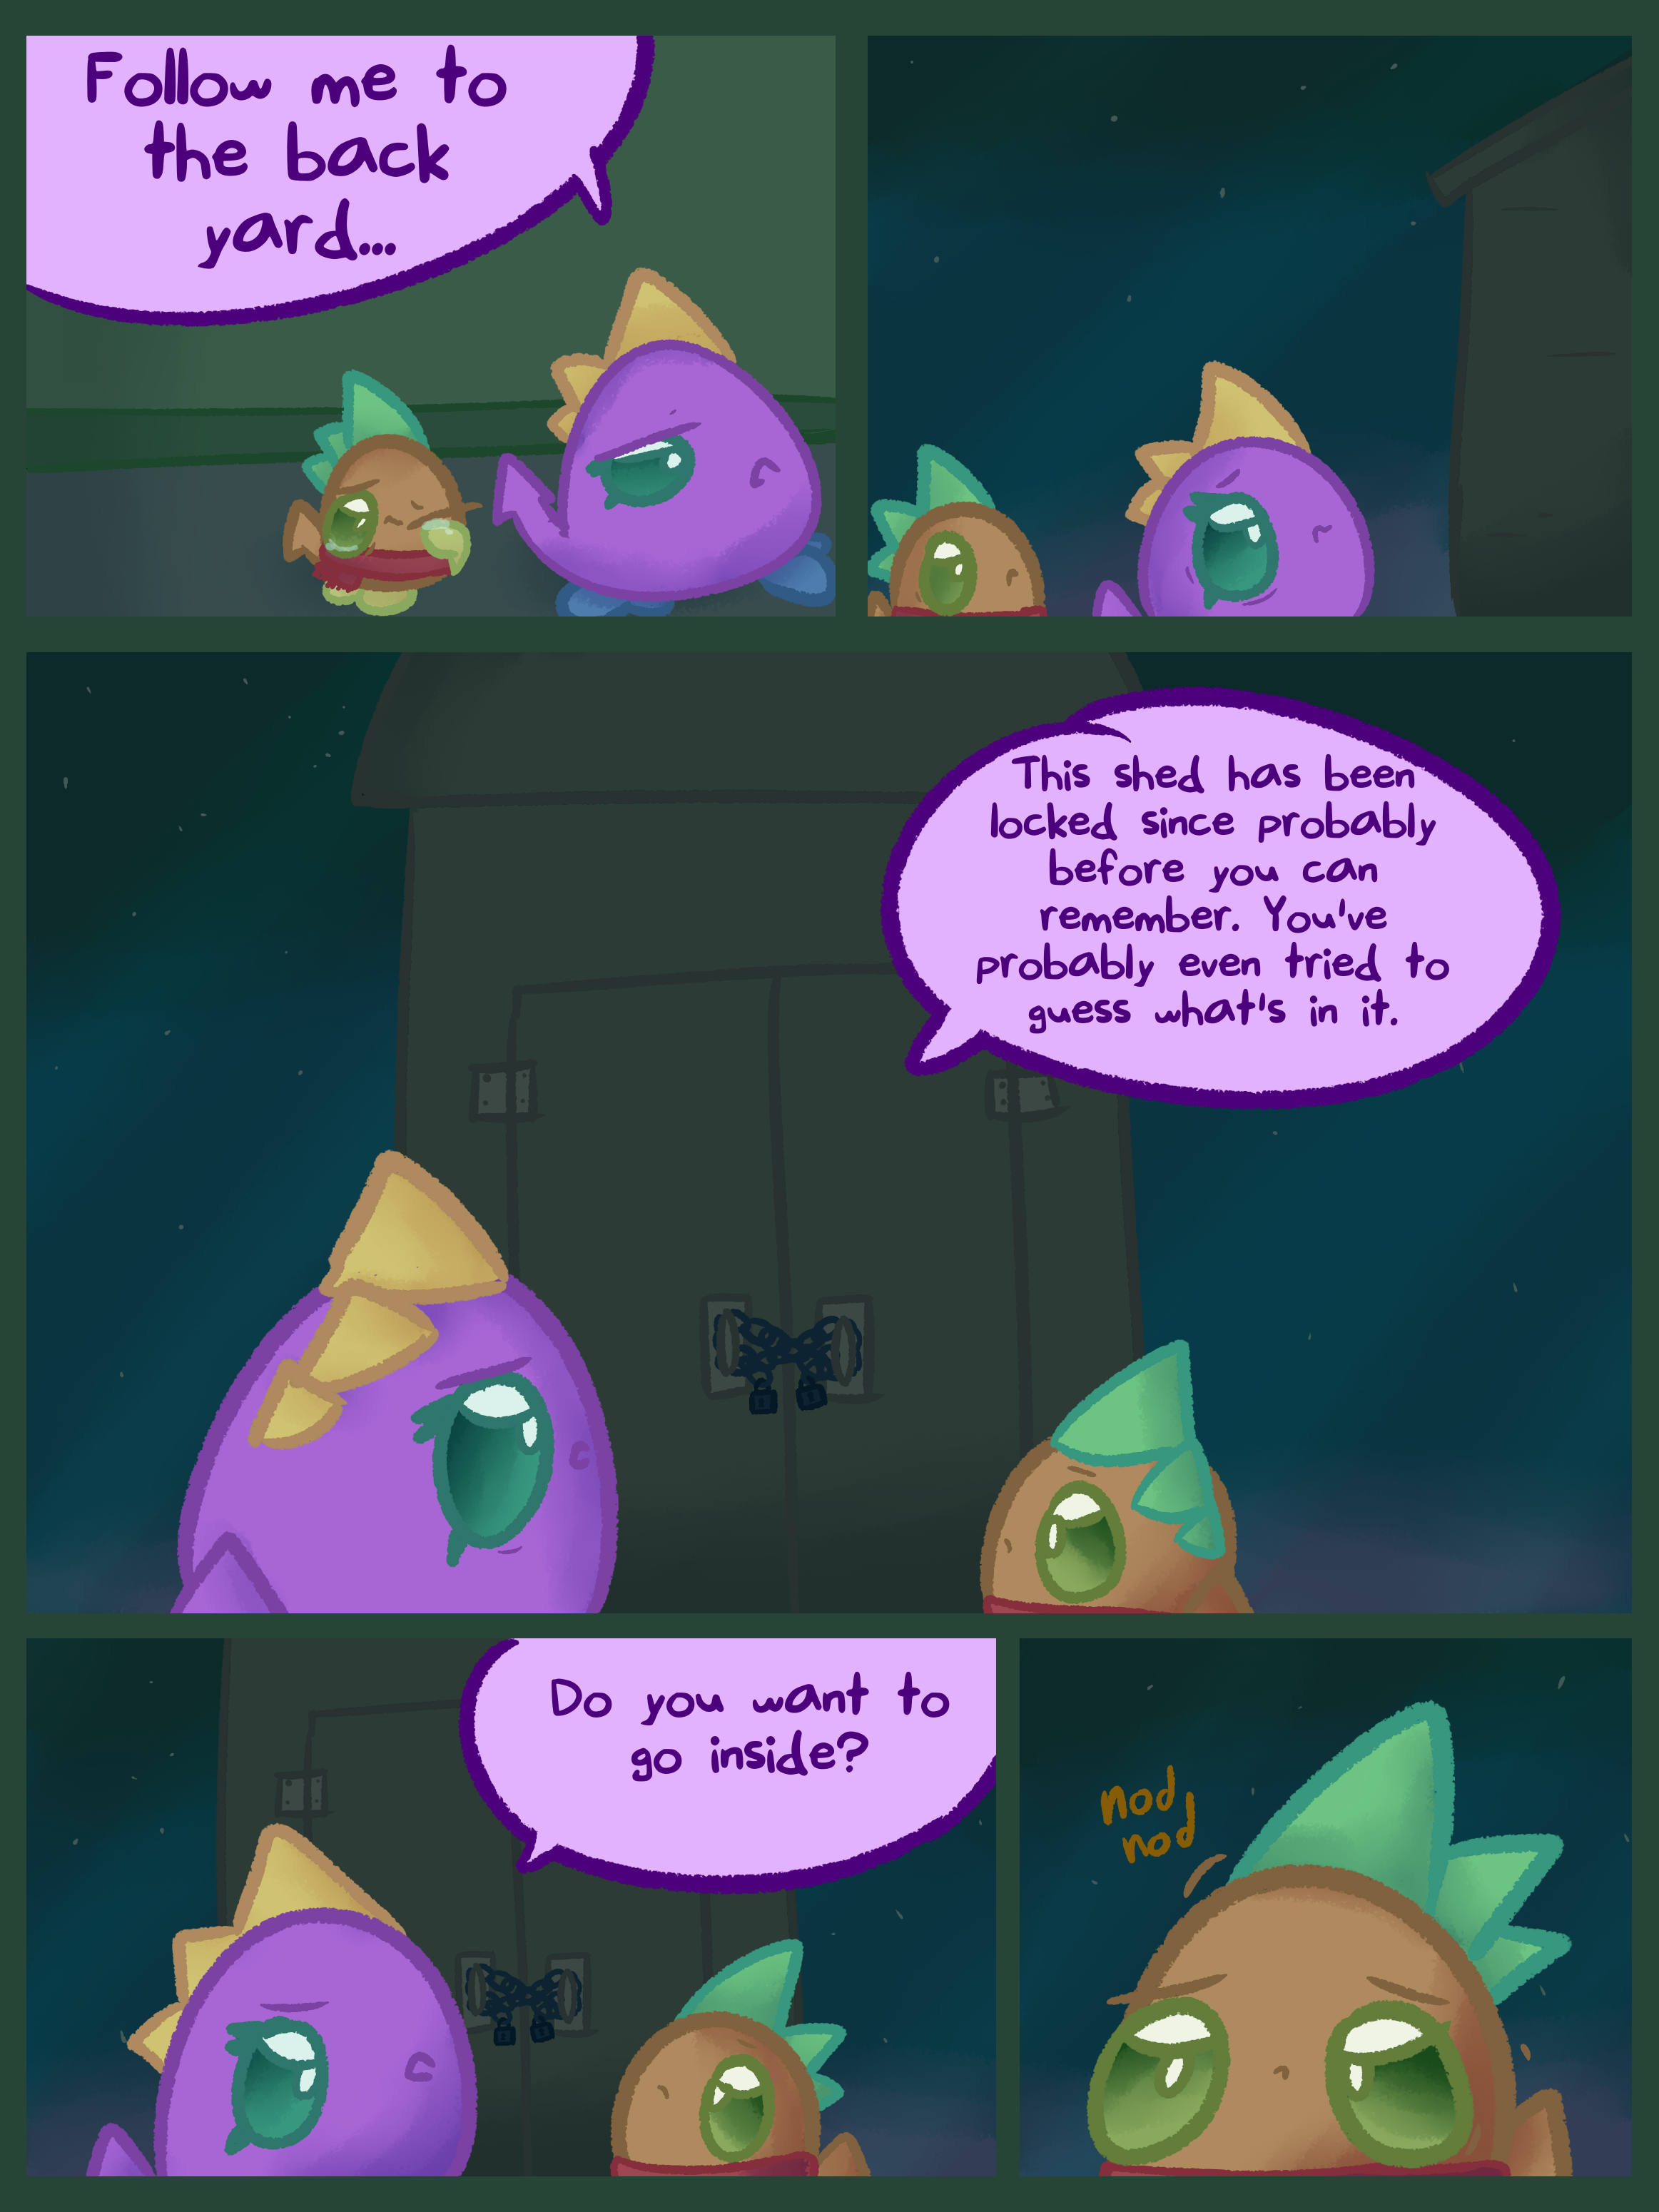 Follow me to
the back
yard...
This shed has been
locked since probably
before you can
remember. You've
probably even tried to
guess what's in it.
Do you want to
go inside?
nod
nod